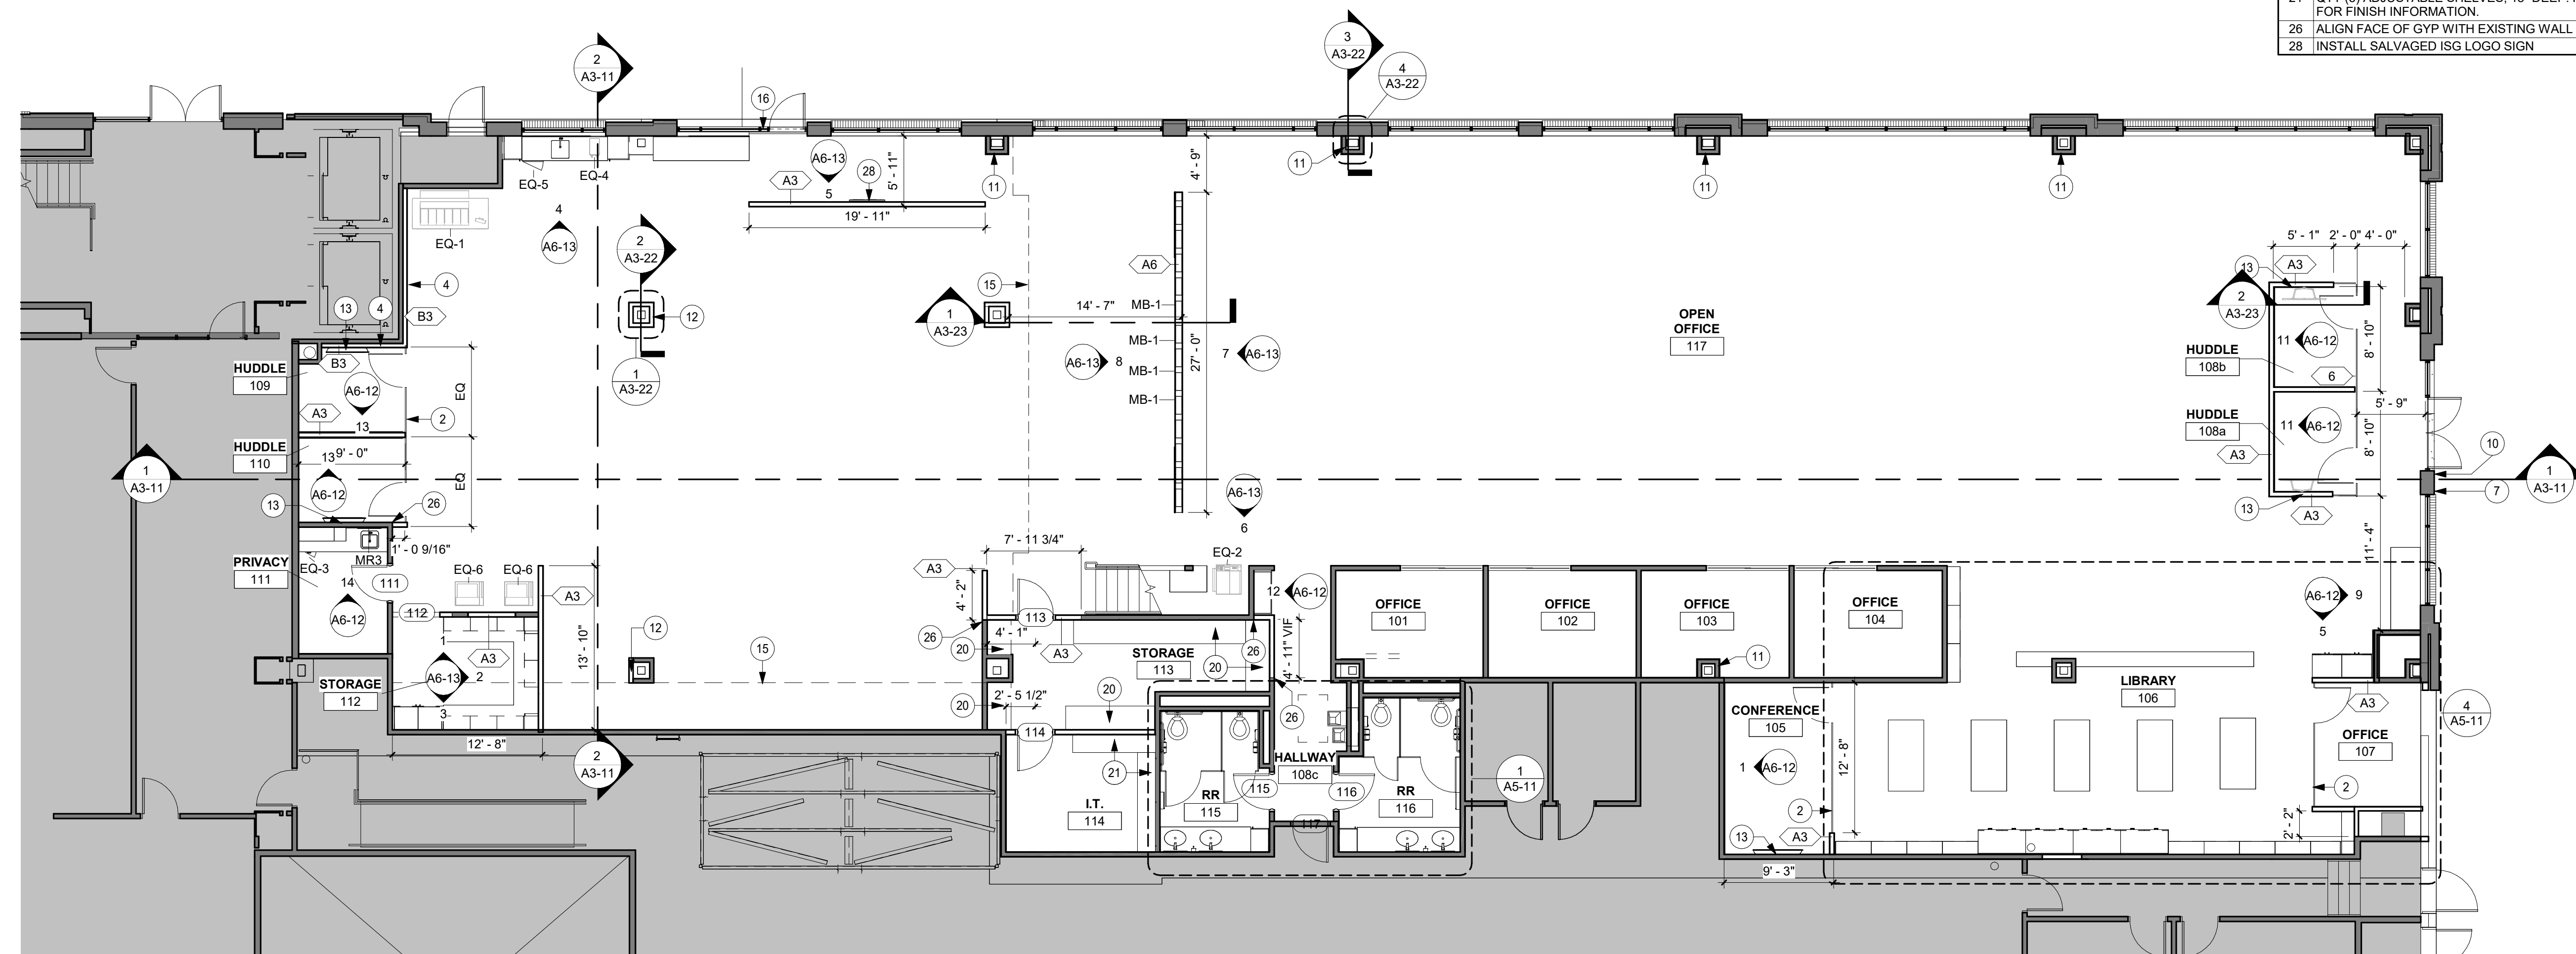 FOR FINISH INFORMATION.
26 ALIGN FACE OF GYP WITH EXISTING WALL
28 INSTALL SALVAGED ISG LOGO SIGN
3
A3-22
2
A3-11
4
A3-22
16
EQ-5
EQ-4
A6-13
5
28
A3
5' - 11"
19' - 11"
11
4' - 9"
11
11
11
EQ-1
4
A6-13
2
A3-22
12
1
A3-22
4
13
4
B3
B3
15
A6
14' - 7"
1
A3-23
MB-1
MB-1
MB-1
MB-1
A6-13
8
7
A6-13
27' - 0"
OPEN
OFFICE
117
5' - 1"
2' - 0"
4' - 0"
13
A3
2
A3-23
11
A6-12
8' - 10"
HUDDLE
108b
6
5' - 9"
HUDDLE
108a
11
A6-12
8' - 10"
A3
13
A3
10
1
A3-11
7
11' - 4"
HUDDLE
109
A6-12
A3
13
2
EQ
HUDDLE
110
13
9' - 0"
EQ
A6-12
13
26
1
A3-11
A6-13
6
PRIVACY
111
EQ-3
MR3
1' - 0 9/16"
14
111
A6-12
112
EQ-6
EQ-6
A3
A3
13' - 10"
1
A6-13
2
3
STORAGE
112
12' - 8"
2
A3-11
12
15
7' - 11 3/4"
A3
4' - 2"
113
EQ-2
12
A6-12
26
4' - 1"
20
A3
STORAGE
113
20
26
4' - 11" VIF
2' - 5 1/2"
20
20
26
114
21
I.T.
114
RR
115
115
HALLWAY
108c
116
117
RR
116
1
A5-11
OFFICE
101
OFFICE
102
OFFICE
103
OFFICE
104
11
A6-12
9
5
CONFERENCE
105
1
A6-12
12' - 8"
2
13
A3
9' - 3"
LIBRARY
106
A3
4
A5-11
OFFICE
107
2
2' - 2"